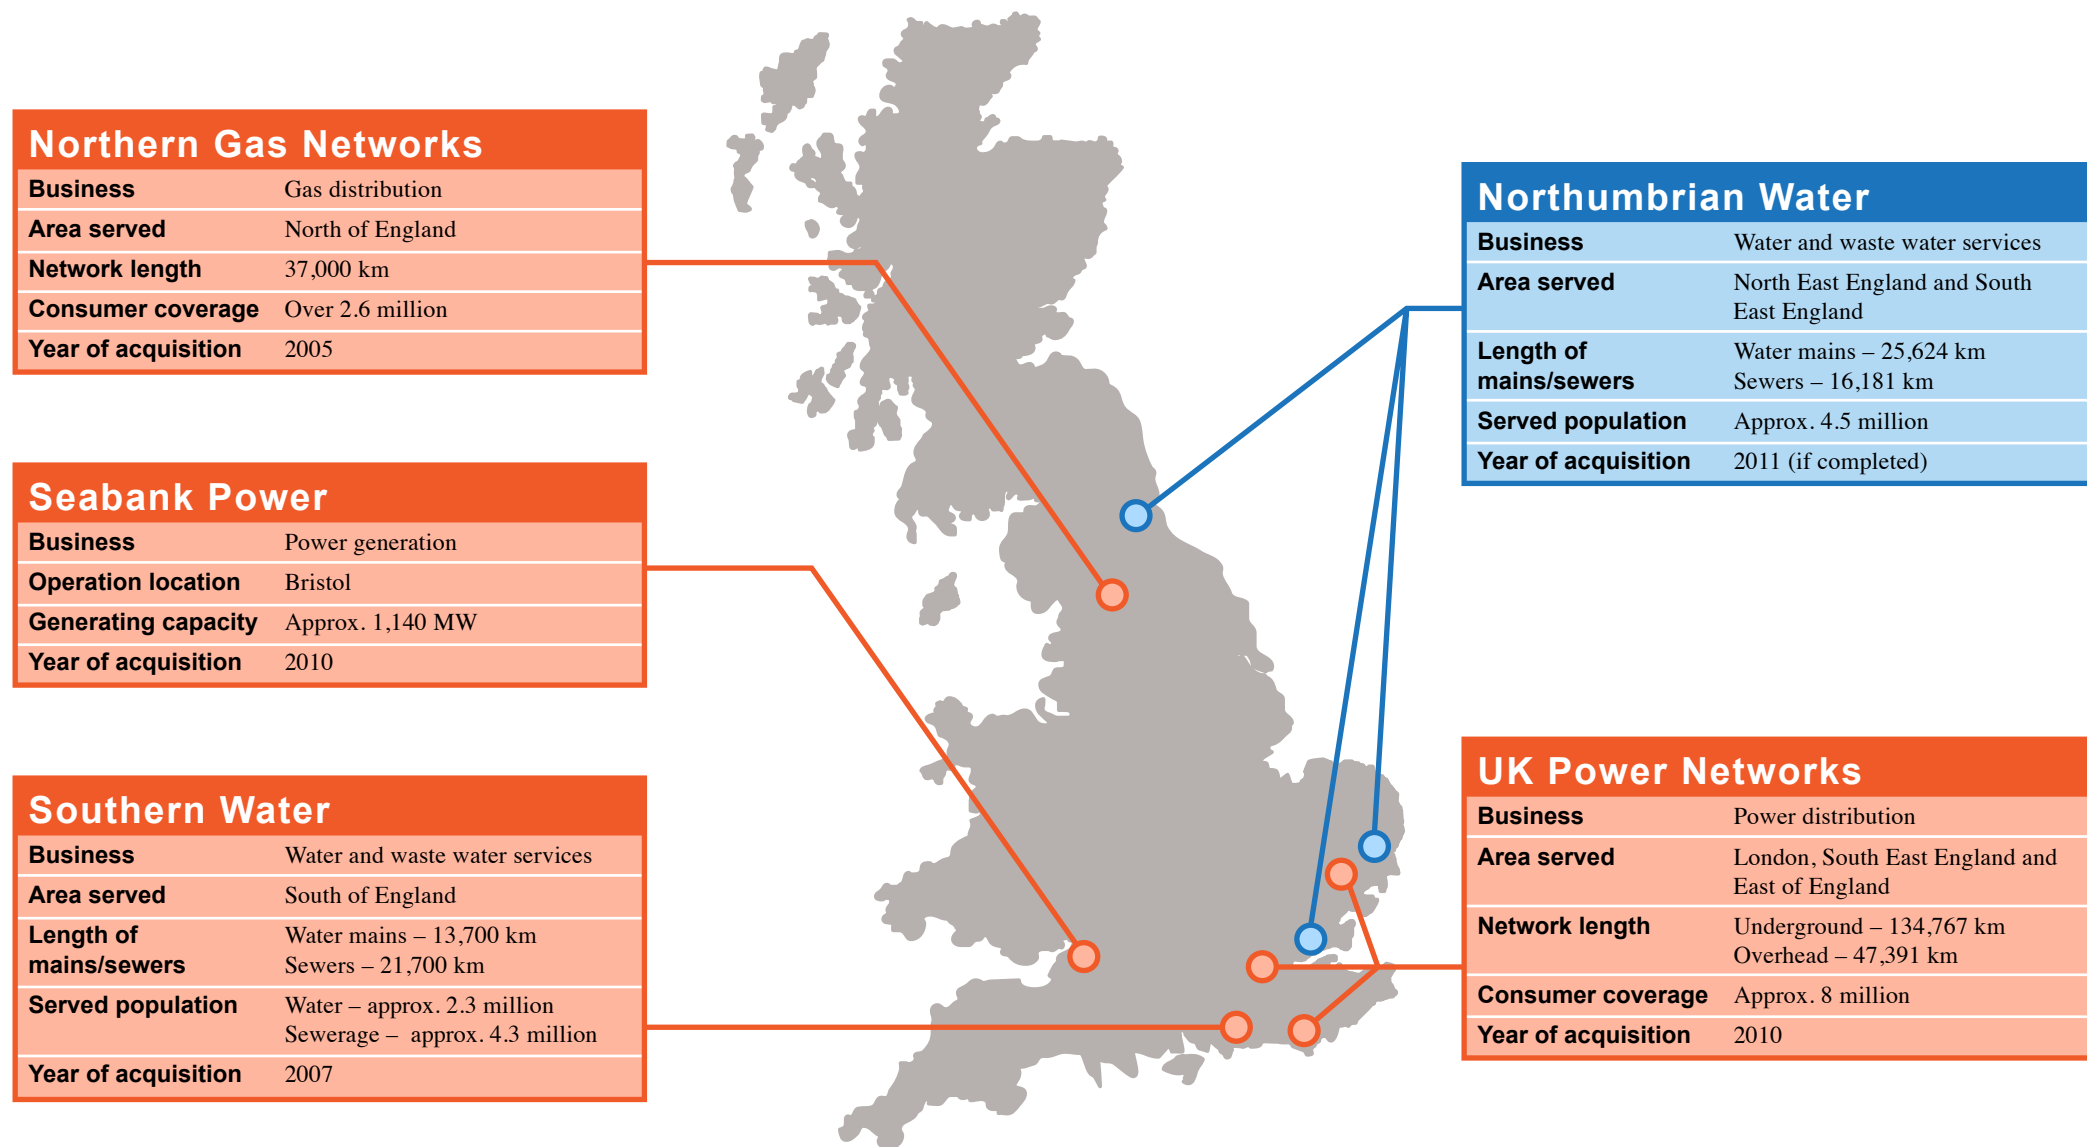 Northern Gas Networks
Business Gas distribution
Area served North of England
Network length 37,000 km
Consumer coverage Over 2.6 million
Year of acquisition 2005
Seabank Power
Business Power generation
Operation location Bristol
Generating capacity Approx. 1,140 MW
Year of acquisition 2010
Southern Water
Business Water and waste water services
Area served South of England
Length of Water mains – 13,700 km
mains/sewers Sewers – 21,700 km
Served population Water – approx. 2.3 million
Sewerage – approx. 4.3 million
Year of acquisition 2007
Northumbrian Water
Business Water and waste water services
Area served North East England and South
East England
Length of Water mains – 25,624 km
mains/sewers Sewers – 16,181 km
Served population Approx. 4.5 million
Year of acquisition 2011 (if completed)
UK Power Networks
Business Power distribution
Area served London, South East England and
East of England
Network length Underground – 134,767 km
Overhead – 47,391 km
Consumer coverage Approx. 8 million
Year of acquisition 2010